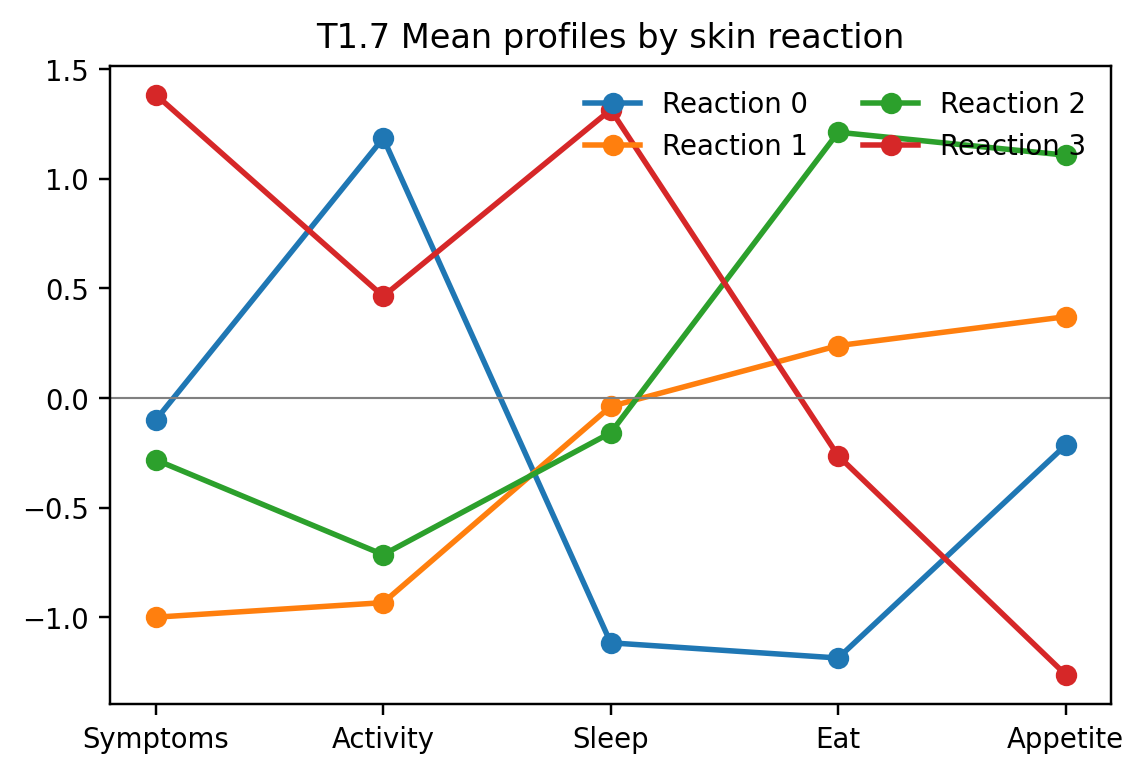 T1.7 Mean profiles by skin reaction
Reaction 0
Reaction 1
Reaction 2
Reaction 3
1.5
1.0
0.5
0.0
−0.5
−1.0
Symptoms
Activity
Sleep
Eat
Appetite